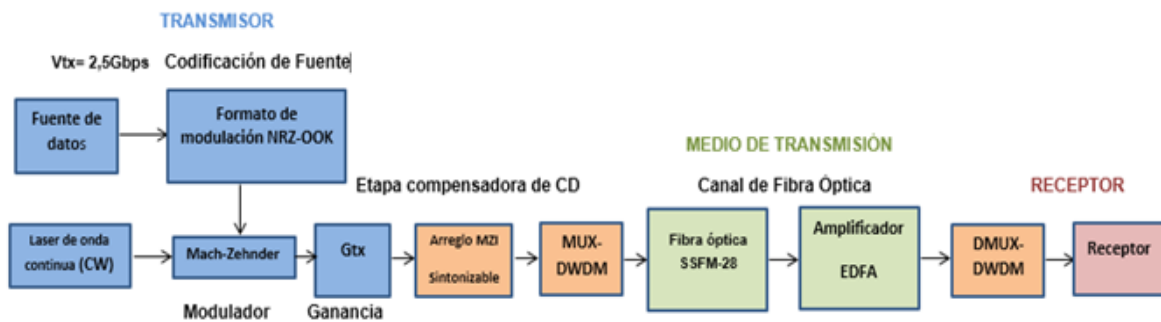 TRANSMISOR
Vtx= 2,5Gbps
Codificación de Fuente
Fuente de
datos
Formato de
modulación NRZ-OOK
MEDIO DE TRANSMISIÓN
Etapa compensadora de CD
Canal de Fibra Óptica
RECEPTOR
Laser de onda
continua (CW)
Mach-Zehnder
Gtx
Arreglo MZI
Sintonizable
MUX-
DWDM
Fibra óptica
SSFM-28
Amplificador
EDFA
DMUX-
DWDM
Receptor
Modulador
Ganancia